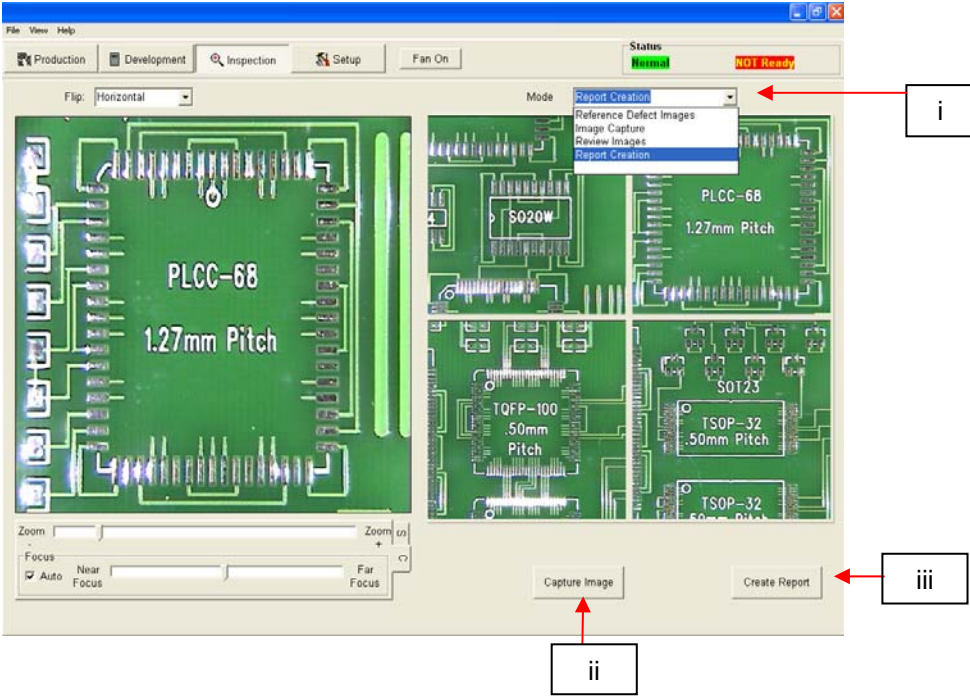 File View Help
Production Development Inspection Setup Fan On
Status
Normal NOT Ready
Flip: Horizontal
Mode Report Creation
Reference Defect Images
Image Capture
Review Images
Report Creation
i
PLCC-68
1.27mm Pitch
4 SO20W
PLCC-68
1.27mm Pitch
TQFP-100
.50mm
Pitch
SOT23
TSOP-32
.50mm Pitch
TSOP-32
Zoom Zoom
- +
S
C
Focus
Auto Near Focus Far Focus
Capture Image
Create Report
iii
ii